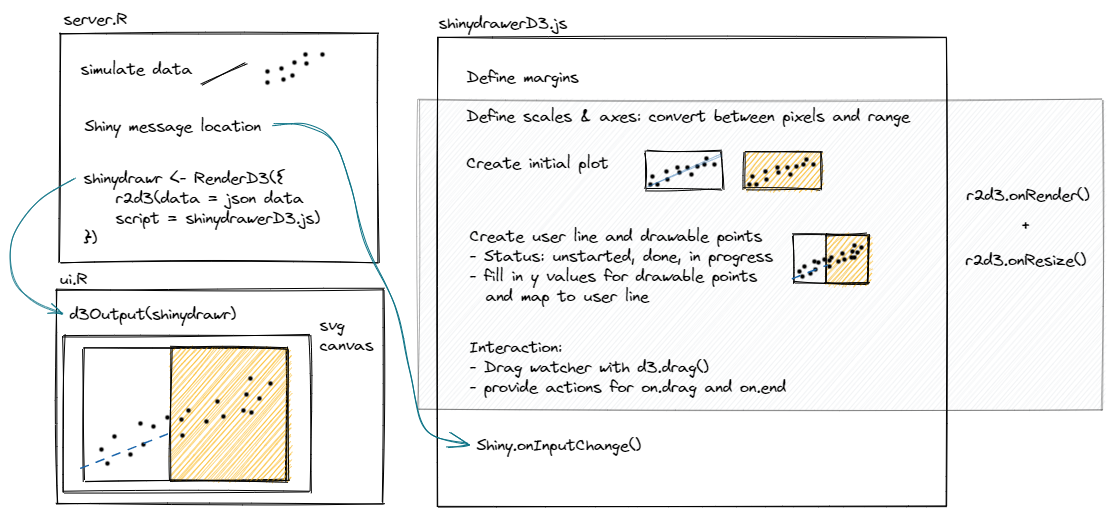 server.R
simulate data
Shiny message location
shinydrawr <- RenderD3({
r2d3(data = json data
script = shinydrawerD3.js)
})
ui.R
d3Output(shinydrawr)
svg
canvas
shinydrawerD3.js
Define margins
Define scales & axes: convert between pixels and range
Create initial plot
Create user line and drawable points
- Status: unstarted, done, in progress
- fill in y values for drawable points
and map to user line
Interaction:
- Drag watcher with d3.drag()
- provide actions for on.drag and on.end
Shiny.onInputChange()
r2d3.onRender()
+
r2d3.onResize()